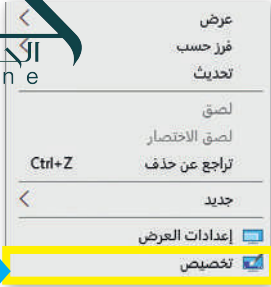 عرض
فرز حسب
تحديث
لصق
لصق الاختصار
تراجع عن حذف Ctrl+Z
جديد
إعدادات العرض
تخصيص